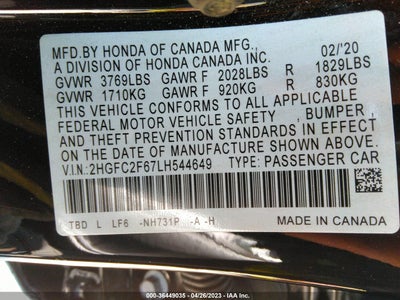 MFD.BY HONDA OF CANADA MFG., 02/'20
A DIVISION OF HONDA CANADA INC.
GVWR 3769LBS GAWR F 2028LBS R 1829LBS
GVWR 1710KG GAWR F 920KG R 830KG
THIS VEHICLE CONFORMS TO ALL APPLICABLE
FEDERAL MOTOR VEHICLE SAFETY , BUMPER ,
AND THEFT PREVENTION STANDARDS IN EFFECT
ON THE DATE OF MANUFACTURE SHOWN ABOVE.
V.I.N:2HGFC2F67LH544649 TYPE: PASSENGER CAR
TBD L LF6 -NH731P -A -H
MADE IN CANADA
000-36449035 - 04/26/2023 - IAA Inc.